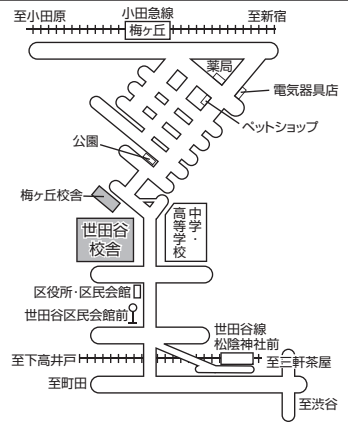 至小田原
小田急線
至新宿
梅ヶ丘
薬局
電気器具店
ペットショップ
公園
梅ヶ丘校舎
世田谷
校舎
中学・
高等学校
区役所・区民会館
世田谷区民会館前
世田谷線
松陰神社前
至下高井戸
至三軒茶屋
至町田
至渋谷